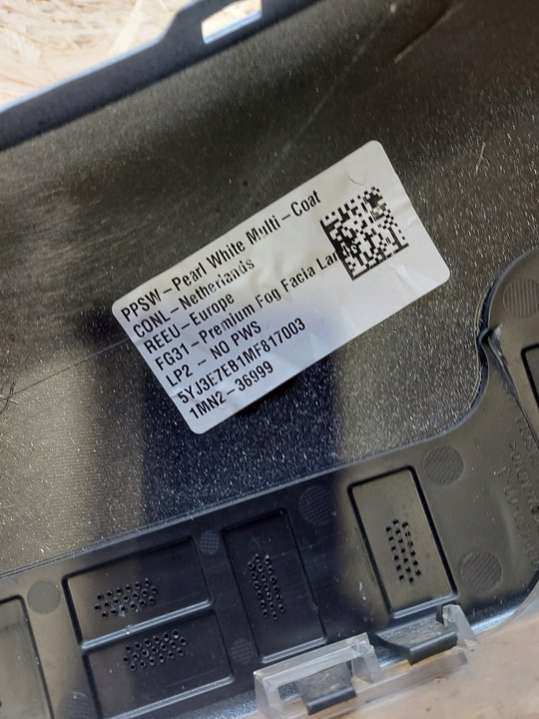 PPSW - Pearl White Multi - Coat
CONL - Netherlands
REEU - Europe
FG31 - Premium Fog Facia Lar
LP2 - NO PWS
5YJ3E7EB1MF817003
1MN2-36999